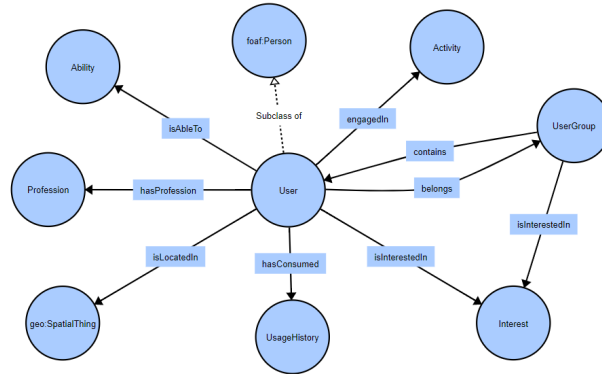 foaf:Person
Activity
Ability
Subclass of
engagedIn
UserGroup
isAbleTo
contains
Profession
hasProfession
User
belongs
isInterestedIn
isLocatedIn
hasConsumed
isInterestedIn
geo:SpatialThing
UsageHistory
Interest